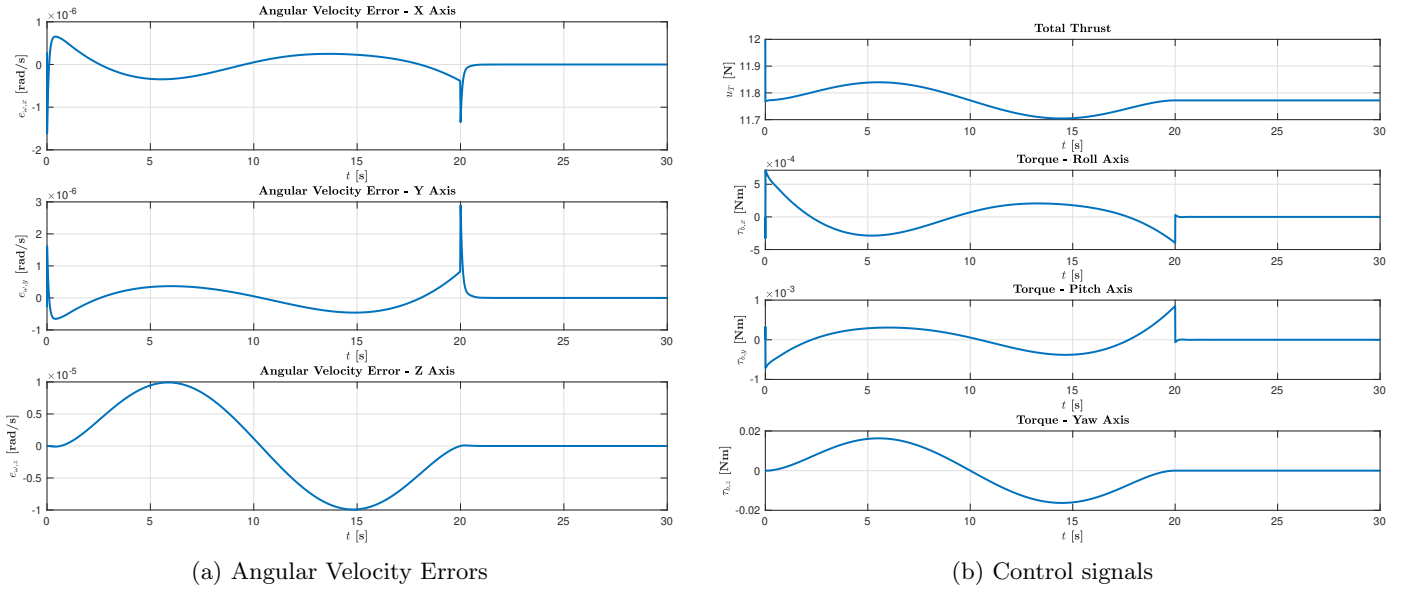 Angular Velocity Error - X Axis
×10⁻⁶
1
0
-1
-2
e_{ω,x} [rad/s]
0 5 10 15 20 25 30
t [s]
Angular Velocity Error - Y Axis
×10⁻⁶
3
2
1
0
-1
e_{ω,y} [rad/s]
0 5 10 15 20 25 30
t [s]
Angular Velocity Error - Z Axis
×10⁻⁵
1
0.5
0
-0.5
-1
e_{ω,z} [rad/s]
0 5 10 15 20 25 30
t [s]
(a) Angular Velocity Errors
Total Thrust
12
11.9
11.8
11.7
u_T [N]
0 5 10 15 20 25 30
t [s]
Torque - Roll Axis
×10⁻⁴
5
0
-5
τ_{b,x} [Nm]
0 5 10 15 20 25 30
t [s]
Torque - Pitch Axis
×10⁻³
1
0
-1
τ_{b,y} [Nm]
0 5 10 15 20 25 30
t [s]
Torque - Yaw Axis
0.02
0
-0.02
τ_{b,z} [Nm]
0 5 10 15 20 25 30
t [s]
(b) Control signals